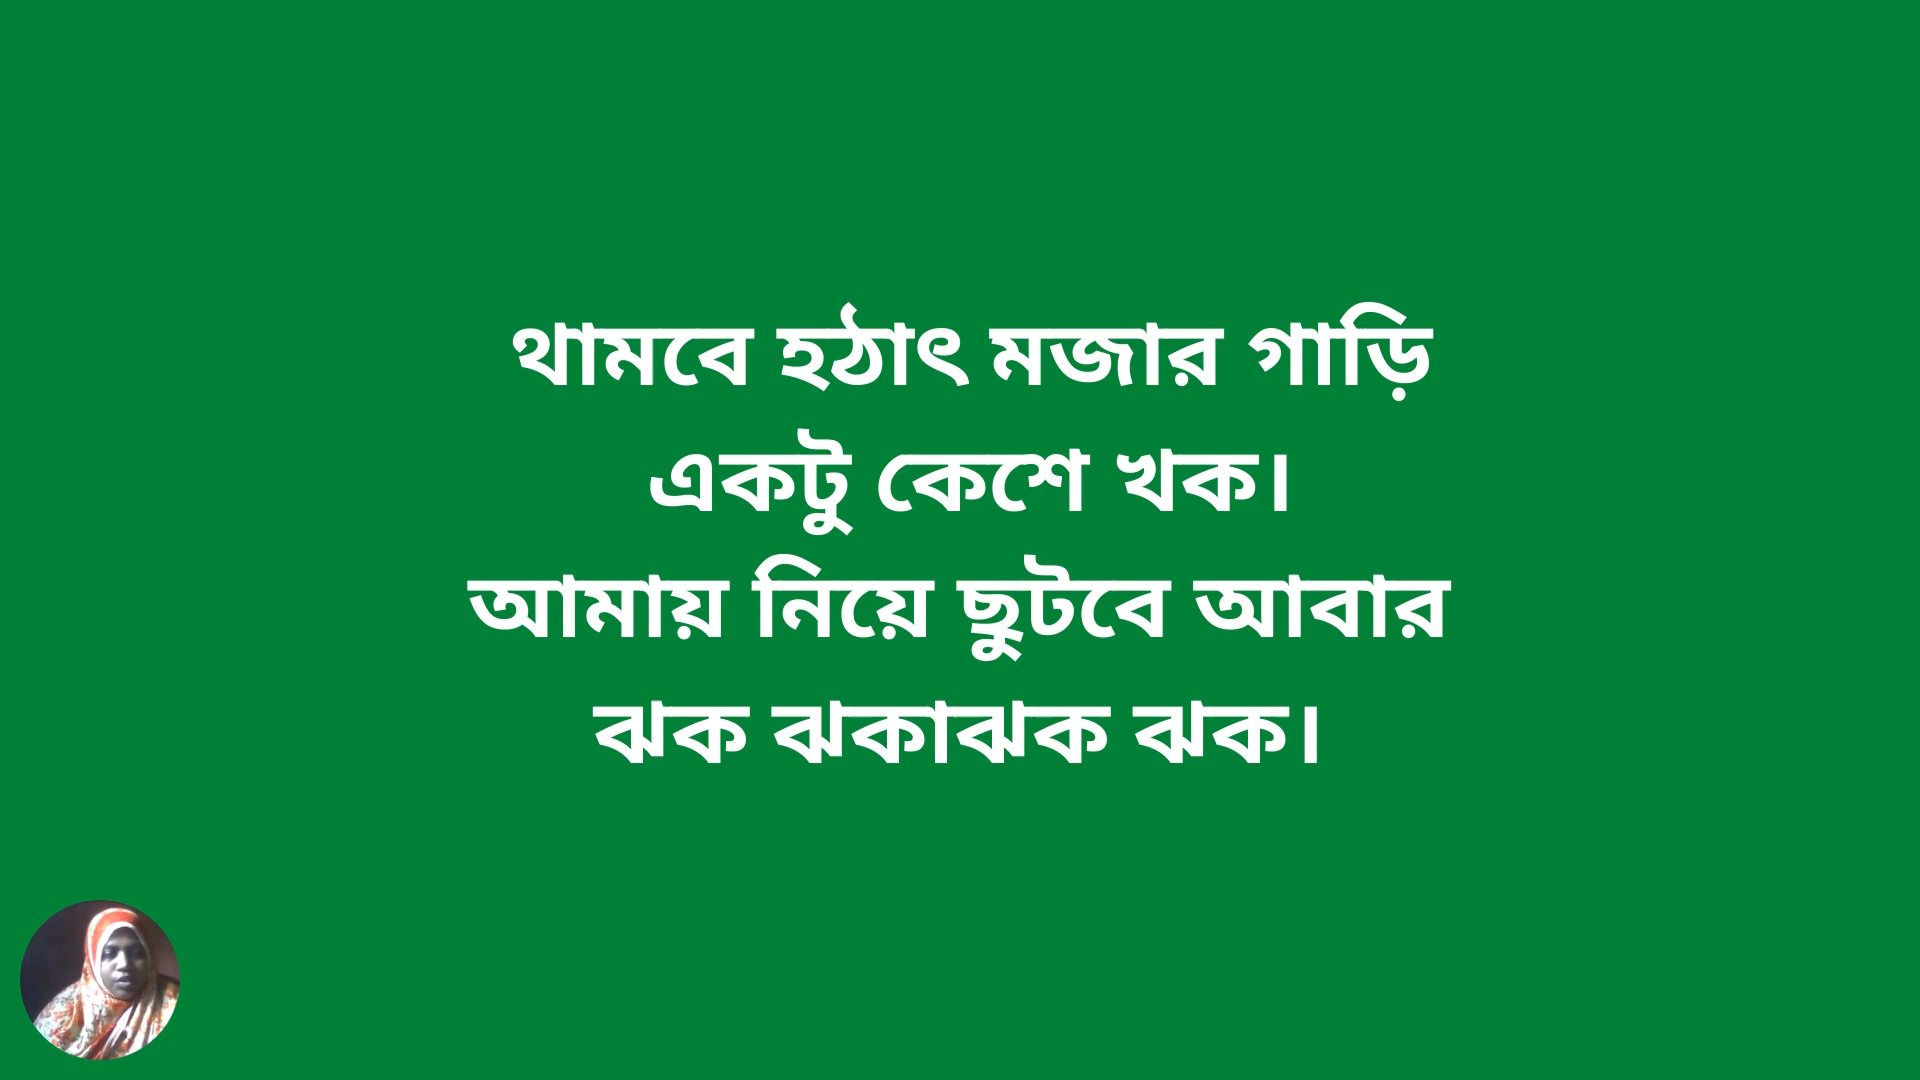 থামবে হঠাৎ মজার গাড়ি
একটু কেশে খক।
আমায় নিয়ে ছুটবে আবার
ঝক ঝকাঝক ঝক।